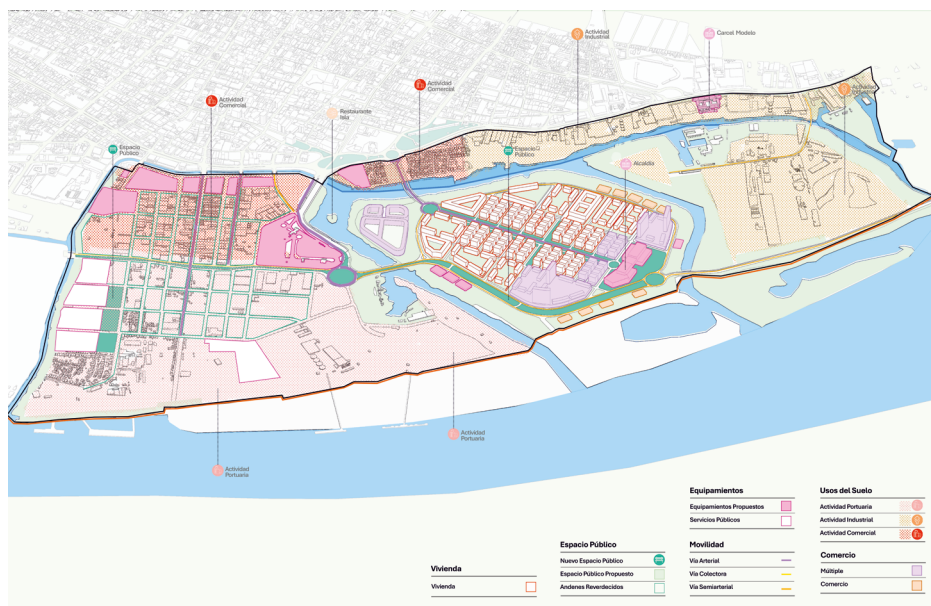 Actividad
Industrial
Carcel Modelo
Actividad
Comercial
Actividad
Comercial
Restaurante
Isla
Actividad
Industrial
Espacio
Público
Espacio
Público
Alcaldía
Actividad
Portuaria
Actividad
Portuaria
Vivienda
Vivienda
Espacio Público
Nuevo Espacio Público
Espacio Público Propuesto
Andenes Reverdecidos
Equipamientos
Equipamientos Propuestos
Servicios Públicos
Movilidad
Vía Arterial
Vía Colectora
Vía Semiarterial
Usos del Suelo
Actividad Portuaria
Actividad Industrial
Actividad Comercial
Comercio
Múltiple
Comercio